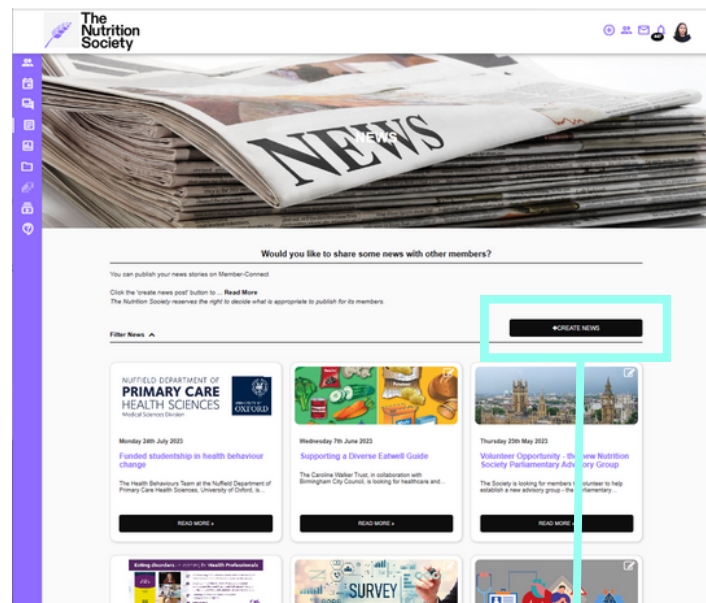 The
Nutrition
Society
NEWS
NEWS
Would you like to share some news with other members?
You can publish your news stories on Member-Connect
Click the 'create news post' button to ... Read More
The Nutrition Society reserves the right to decide what is appropriate to publish for its members.
Filter News
+CREATE NEWS
NUFFIELD DEPARTMENT OF
PRIMARY CARE
HEALTH SCIENCES
Medical Sciences Division
UNIVERSITY OF
OXFORD
Monday 24th July 2023
Funded studentship in health behaviour
change
The Health Behaviours Team at the Nuffield Department of
Primary Care Health Sciences, University of Oxford, is...
READ MORE »
Wednesday 7th June 2023
Supporting a Diverse Eatwell Guide
The Caroline Walker Trust, in collaboration with
Birmingham City Council, is looking for healthcare and...
READ MORE »
Thursday 25th May 2023
Volunteer Opportunity - the new Nutrition
Society Parliamentary Advisory Group
The Society is looking for members to volunteer to help
establish a new advisory group - the Parliamentary...
READ MORE »
Eating disorders
for Health Professionals
SURVEY